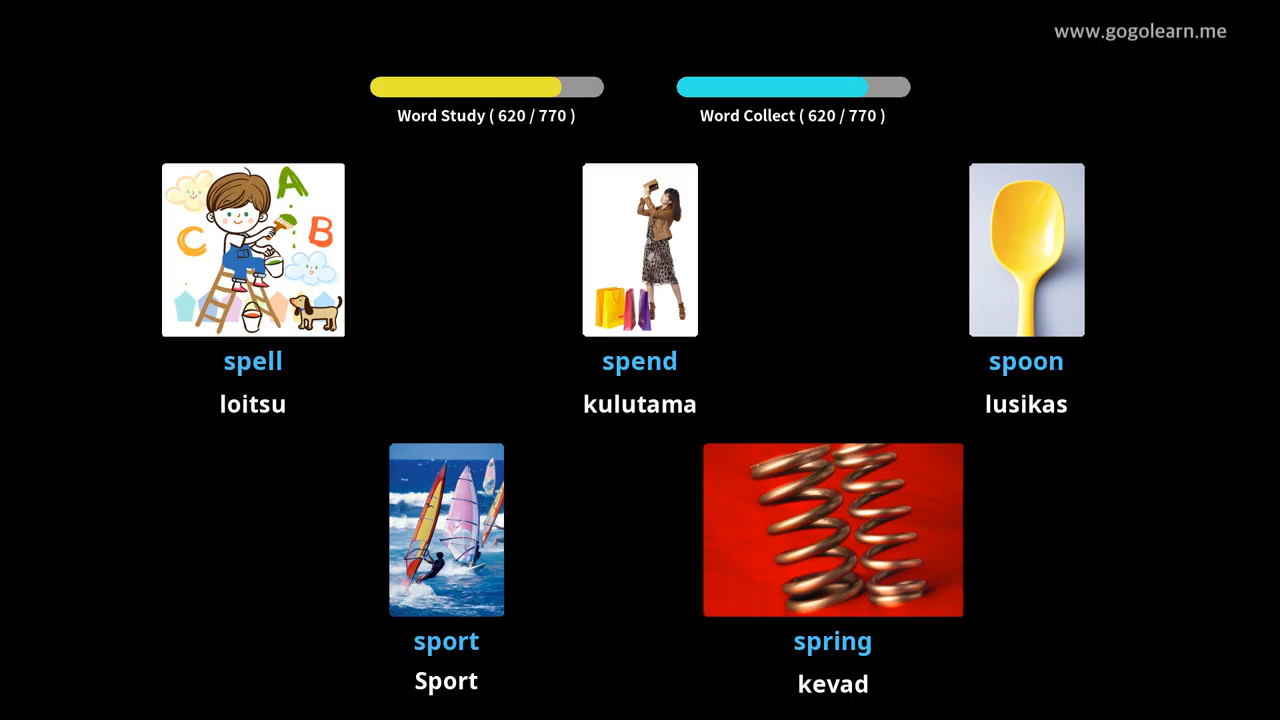 www.gogolearn.me
Word Study ( 620 / 770 )
Word Collect ( 620 / 770 )
A
B
C
spell
spend
spoon
loitsu
kulutama
lusikas
sport
spring
Sport
kevad